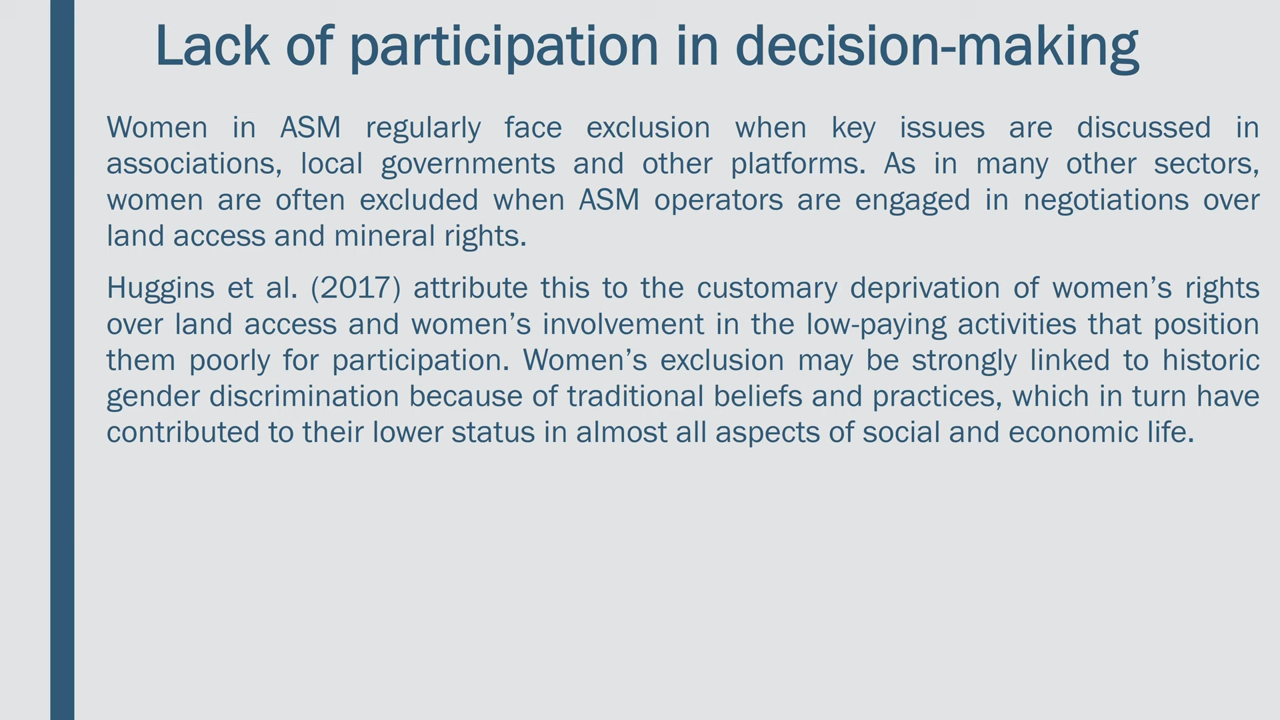 Lack of participation in decision-making
Women in ASM regularly face exclusion when key issues are discussed in
associations, local governments and other platforms. As in many other sectors,
women are often excluded when ASM operators are engaged in negotiations over
land access and mineral rights.
Huggins et al. (2017) attribute this to the customary deprivation of women’s rights
over land access and women’s involvement in the low-paying activities that position
them poorly for participation. Women’s exclusion may be strongly linked to historic
gender discrimination because of traditional beliefs and practices, which in turn have
contributed to their lower status in almost all aspects of social and economic life.